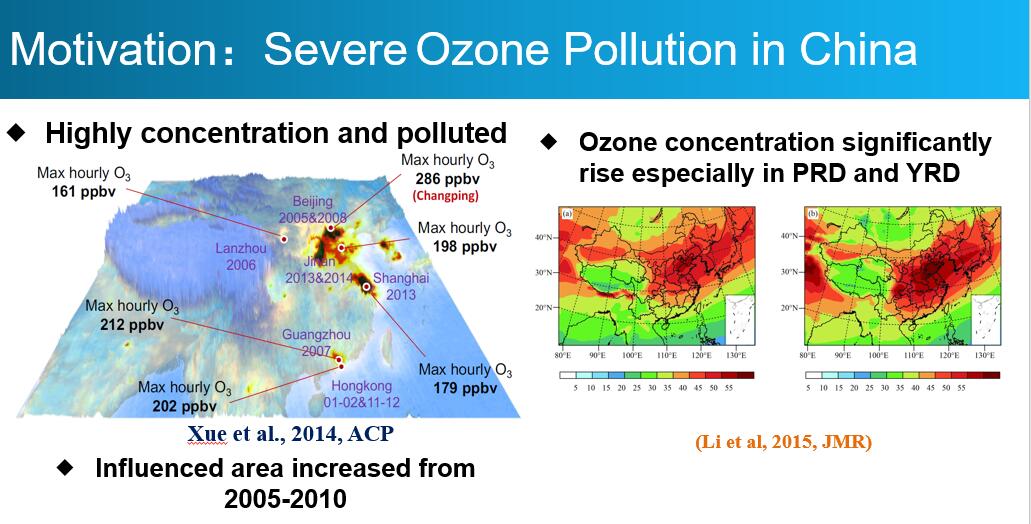 Motivation：Severe Ozone Pollution in China
◆ Highly concentration and polluted
Max hourly O3
161 ppbv
Max hourly O3
286 ppbv
(Changping)
Beijing
2005&2008
Max hourly O3
198 ppbv
Lanzhou
2006
Jinan
2013&2014
Shanghai
2013
Max hourly O3
212 ppbv
Guangzhou
2007
Max hourly O3
179 ppbv
Max hourly O3
202 ppbv
Hongkong
01-02&11-12
Xue et al., 2014, ACP
◆ Influenced area increased from
2005-2010
◆ Ozone concentration significantly
rise especially in PRD and YRD
(a)
40°N
30°N
20°N
80°E 90°E 100°E 110°E 120°E 130°E
5 10 15 20 25 30 35 40 45 50 55
(b)
40°N
30°N
20°N
80°E 90°E 100°E 110°E 120°E 130°E
5 10 15 20 25 30 35 40 45 50 55
(Li et al, 2015, JMR)